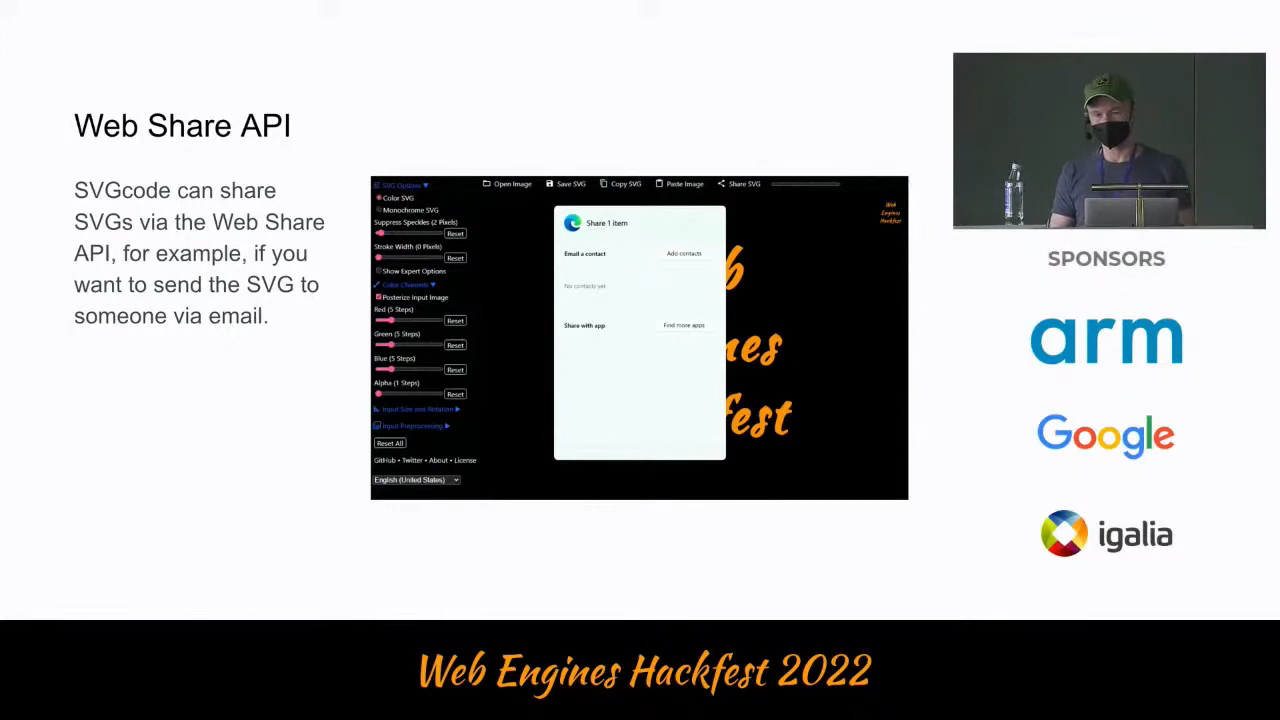 Web Share API
SVGcode can share
SVGs via the Web Share
API, for example, if you
want to send the SVG to
someone via email.
SVG Options ▼
Color SVG
Monochrome SVG
Suppress Speckles (2 Pixels)
Reset
Stroke Width (0 Pixels)
Reset
Show Expert Options
Color Channels ▼
Posterize Input Image
Red (5 Steps)
Reset
Green (5 Steps)
Reset
Blue (5 Steps)
Reset
Alpha (1 Steps)
Reset
Input Size and Rotation ▶
Input Preprocessing ▶
Reset All
GitHub • Twitter • About • License
English (United States)
Open Image
Save SVG
Copy SVG
Paste Image
Share SVG
Share 1 item
Email a contact
Add contacts
No contacts yet
Share with app
Find more apps
b
nes
fest
Web
Engines
Hackfest
SPONSORS
arm
Google
igalia
Web Engines Hackfest 2022